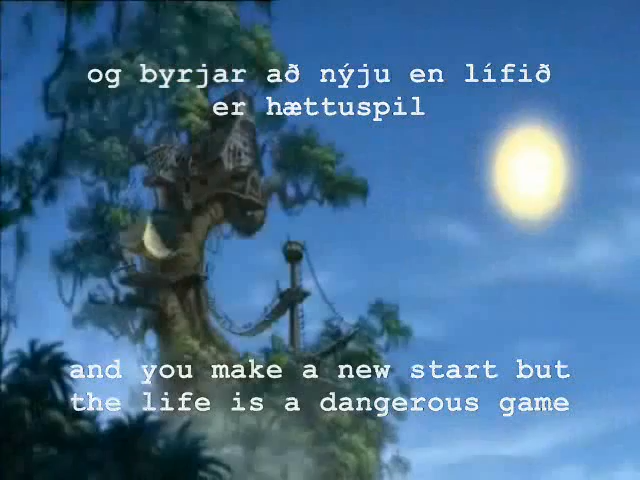 og byrjar að nýju en lífið
er hættuspil
and you make a new start but
the life is a dangerous game